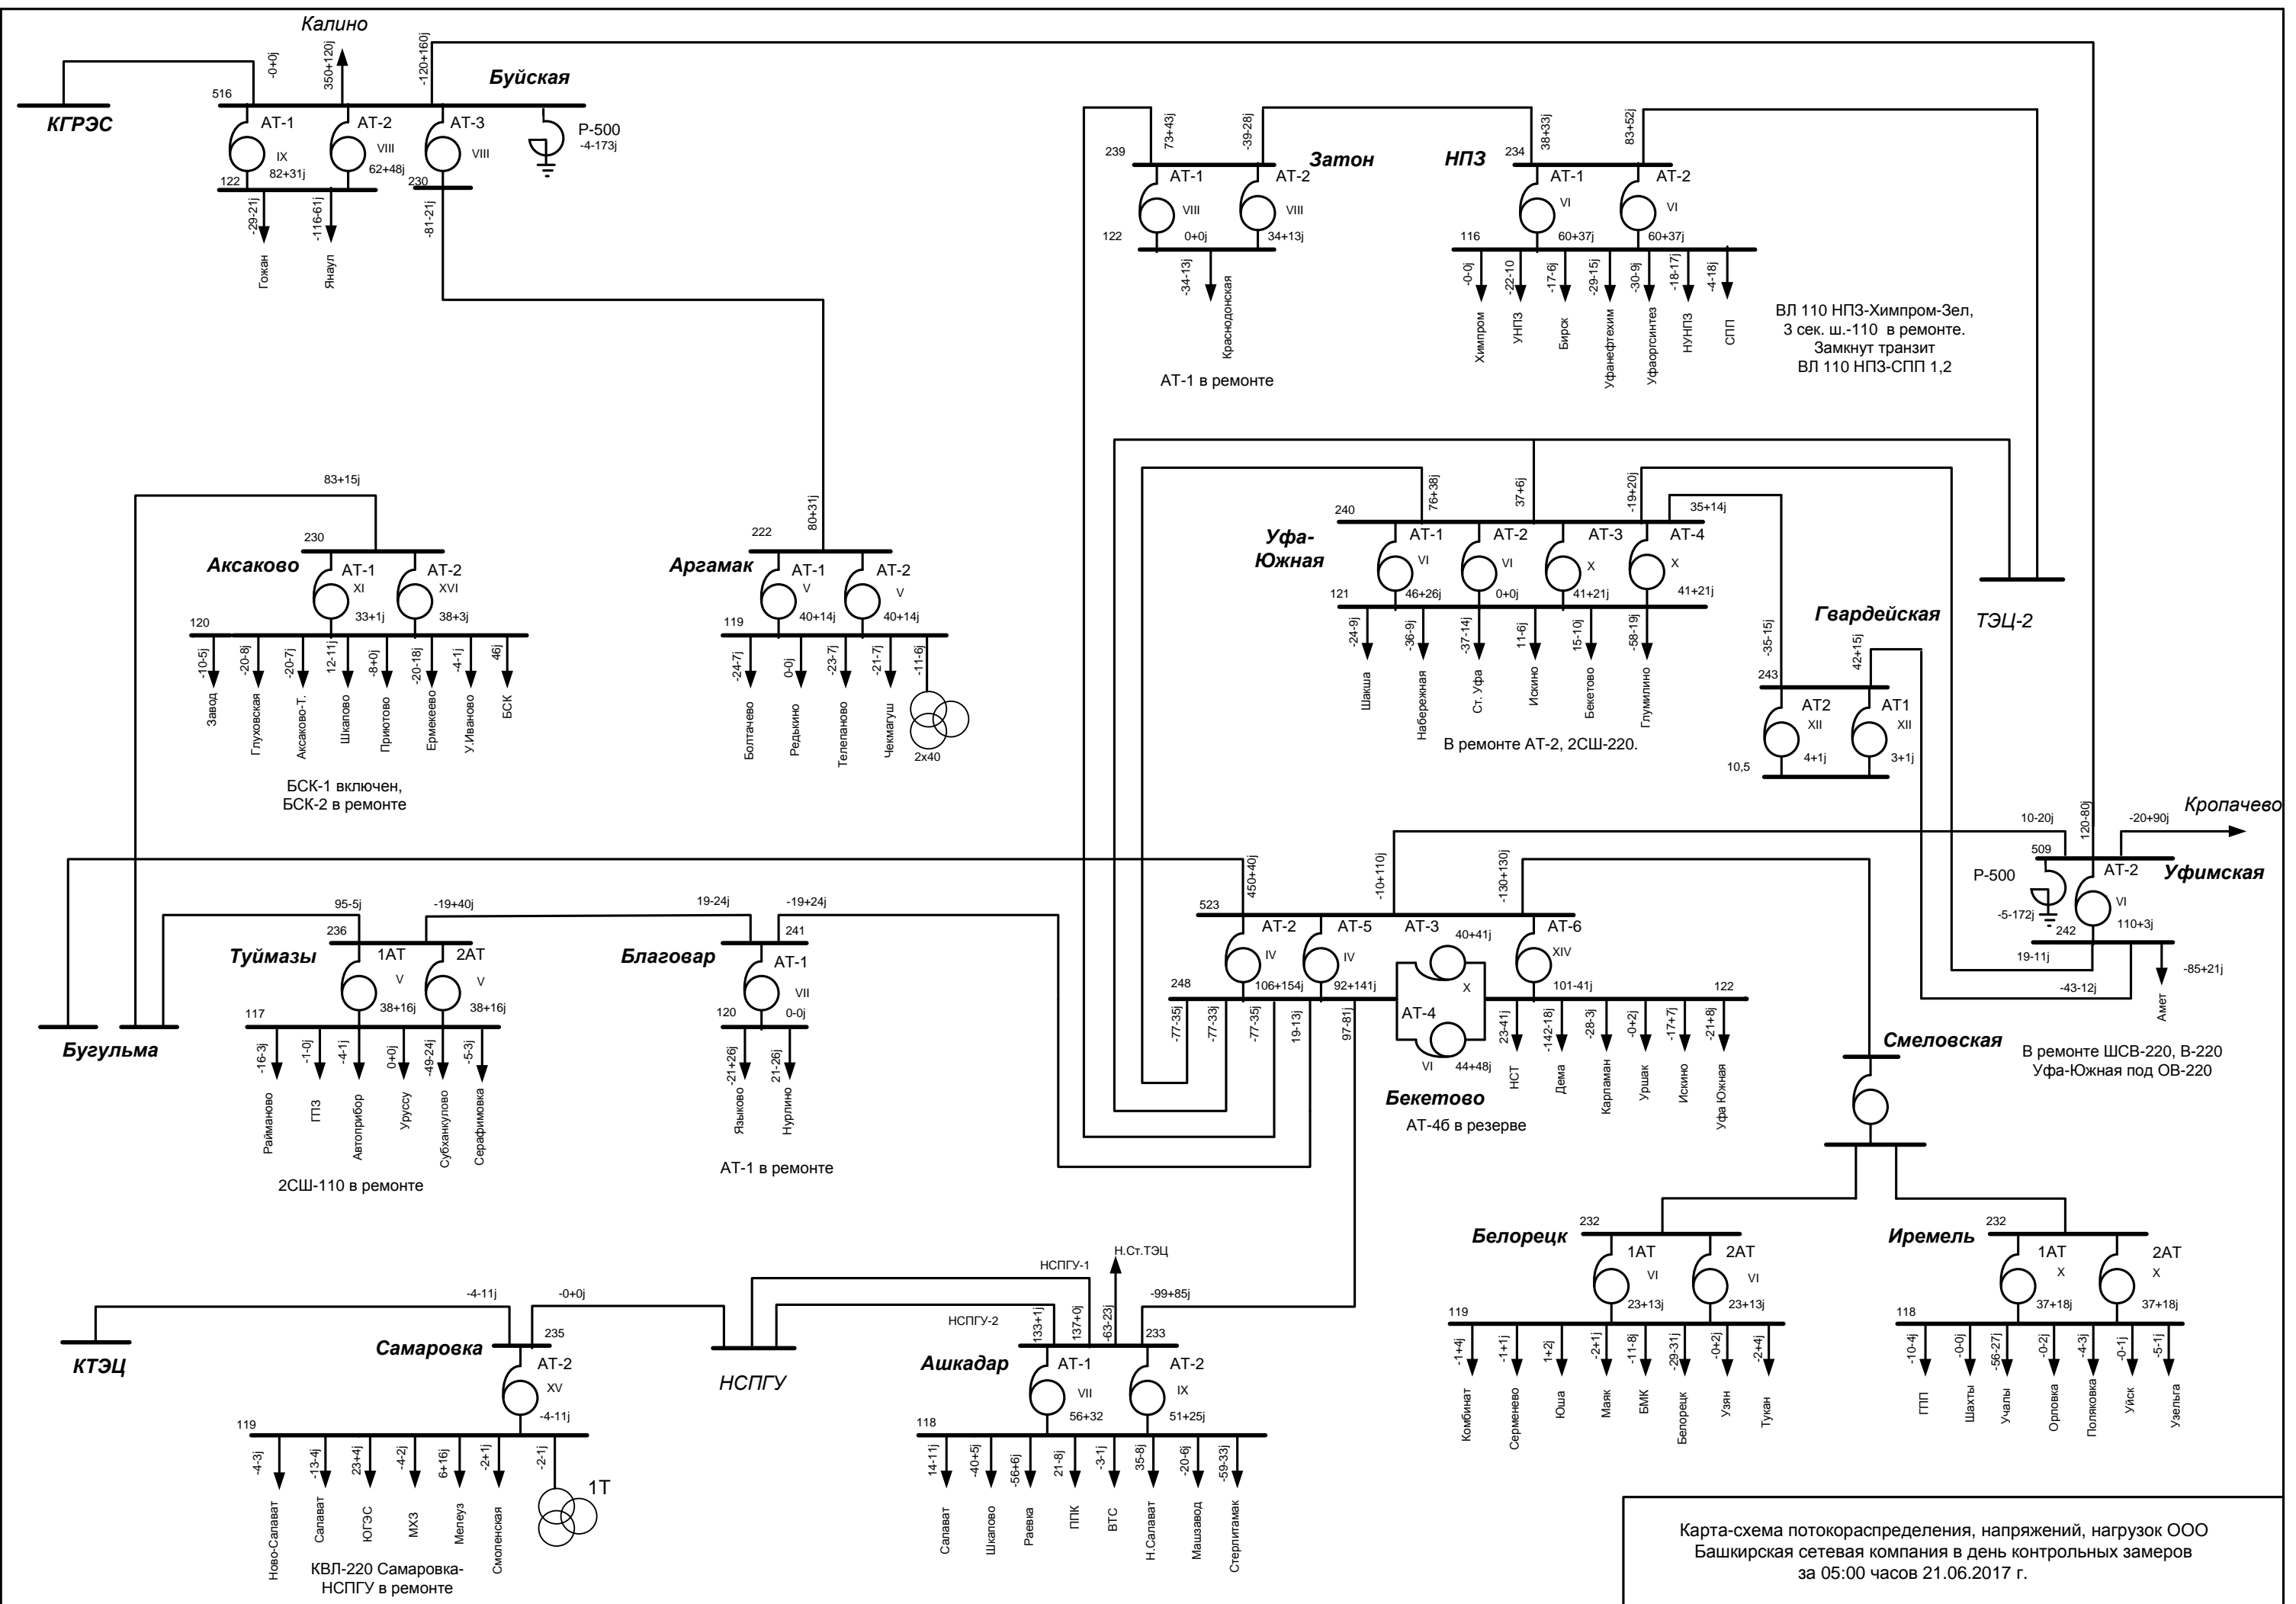 Калино
-0+0j
350+120j
-120+160j
Буйская
516
КГРЭС
АТ-1
АТ-2
АТ-3
Р-500
-4-173j
IX
VIII
VIII
82+31j
62+48j
122
230
-29-21j
-116-61j
-81-21j
Гожан
Янаул
73+43j
-39-28j
38+33j
83+52j
239
Затон
НПЗ
234
АТ-1
АТ-2
АТ-1
АТ-2
VIII
VIII
VI
VI
122
0+0j
34+13j
116
60+37j
60+37j
-34-13j
-0-0j
-22-10
-17-6j
-29-15j
-30-9j
-18-17j
-4-18j
Краснодонская
Химпром
УНПЗ
Бирск
Уфанефтехим
Уфаоргсинтез
НУНПЗ
СПП
АТ-1 в ремонте
ВЛ 110 НПЗ-Химпром-Зел,
3 сек. ш.-110 в ремонте.
Замкнут транзит
ВЛ 110 НПЗ-СПП 1,2
83+15j
80+31j
230
222
Аксаково
АТ-1
АТ-2
Аргамак
АТ-1
АТ-2
XI
XVI
V
V
33+1j
38+3j
40+14j
40+14j
120
119
-10-5j
-20-8j
-20-7j
12-11j
-8+0j
-20-18j
-4-1j
46j
-24-7j
0-0j
-23-7j
-21-7j
-11-6j
Завод
Глуховская
Аксаково-Т.
Шкапово
Приютово
Ермекеево
У.Иваново
БСК
Болтачево
Редькино
Телепаново
Чекмагуш
2х40
БСК-1 включен,
БСК-2 в ремонте
76+38j
37+6j
-19+20j
35+14j
240
Уфа-
Южная
АТ-1
АТ-2
АТ-3
АТ-4
VI
VI
X
X
121
46+26j
0+0j
41+21j
41+21j
-24-9j
-36-9j
-37-14j
11-6j
15-10j
-58-19j
Шакша
Набережная
Ст. Уфа
Искино
Бекетово
Глумилино
В ремонте АТ-2, 2СШ-220.
ТЭЦ-2
Гвардейская
-35-15j
42+15j
243
АТ2
АТ1
XII
XII
4+1j
3+1j
10,5
Кропачево
10-20j
120-80j
-20+90j
509
Р-500
АТ-2
Уфимская
VI
-5-172j
242
110+3j
19-11j
-43-12j
-85+21j
Амет
В ремонте ШСВ-220, В-220
Уфа-Южная под ОВ-220
450+40j
-10+110j
-130+130j
523
АТ-2
АТ-5
АТ-3
АТ-6
40+41j
IV
IV
X
XIV
248
106+154j
92+141j
101-41j
122
АТ-4
VI
44+48j
-77-35j
-77-33j
-77-35j
19-13j
97-81j
23-41j
-142-18j
-28-3j
-0+2j
-17+7j
-21+8j
НСТ
Дема
Карламан
Уршак
Искино
Уфа Южная
Бекетово
АТ-4б в резерве
95-5j
-19+40j
19-24j
-19+24j
236
241
Туймазы
1АТ
2АТ
Благовар
АТ-1
V
V
VII
38+16j
38+16j
0-0j
117
120
Бугульма
-16-3j
-1-0j
-4-1j
0+0j
-49-24j
-5-3j
-21+26j
21-26j
Райманово
ГПЗ
Автоприбор
Уруссу
Субханкулово
Серафимовка
Языково
Нурлино
2СШ-110 в ремонте
АТ-1 в ремонте
Смеловская
232
Белорецк
1АТ
2АТ
VI
VI
23+13j
23+13j
119
-1+4j
-1+1j
1+2j
-2+1j
-11-8j
-29-31j
-0+2j
-2+4j
Комбинат
Серменево
Юша
Маяк
БМК
Белорецк
Узян
Тукан
232
Иремель
1АТ
2АТ
X
X
37+18j
37+18j
118
-10-4j
-0-0j
-56-27j
-0-2j
-4-3j
-0-1j
-5-1j
ГПП
Шахты
Учалы
Орловка
Поляковка
Уйск
Узельга
-4-11j
-0+0j
КТЭЦ
Самаровка
235
АТ-2
XV
-4-11j
119
-4-3j
-13-4j
23+4j
-4-2j
6+16j
-2+1j
-2-1j
1Т
Ново-Салават
Салават
ЮГЭС
МХЗ
Мелеуз
Смоленская
КВЛ-220 Самаровка-
НСПГУ в ремонте
НСПГУ
НСПГУ-1
НСПГУ-2
Н.Ст.ТЭЦ
133+1j
137+0j
-63-23j
-99+85j
233
Ашкадар
АТ-1
АТ-2
VII
IX
56+32
51+25j
118
14-11j
-40+5j
-56+6j
21-8j
-3-1j
35-8j
-20-6j
-59-33j
Салават
Шкапово
Раевка
ППК
ВТС
Н.Салават
Машзавод
Стерлитамак
Карта-схема потокораспределения, напряжений, нагрузок ООО
Башкирская сетевая компания в день контрольных замеров
за 05:00 часов 21.06.2017 г.